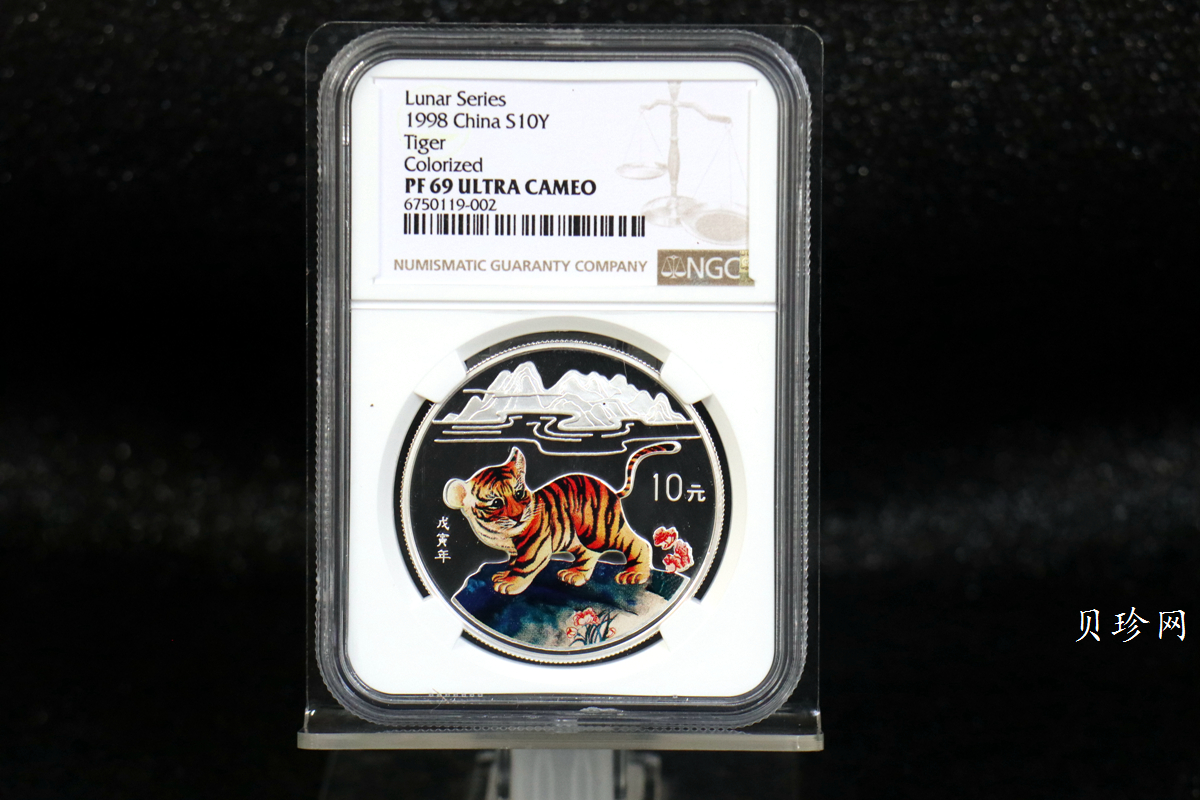 Lunar Series
1998 China S10Y
Tiger
Colorized
PF 69 ULTRA CAMEO
6750119-002
NUMISMATIC GUARANTY COMPANY
NGC
10元
戊寅年
贝珍网